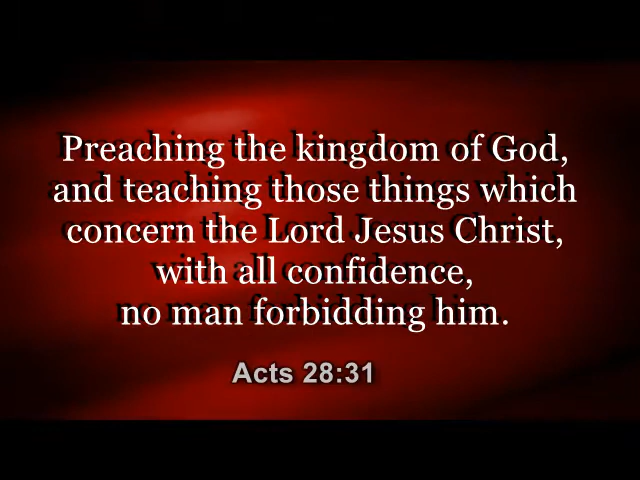 Preaching the kingdom of God,
and teaching those things which
concern the Lord Jesus Christ,
with all confidence,
no man forbidding him.
Acts 28:31